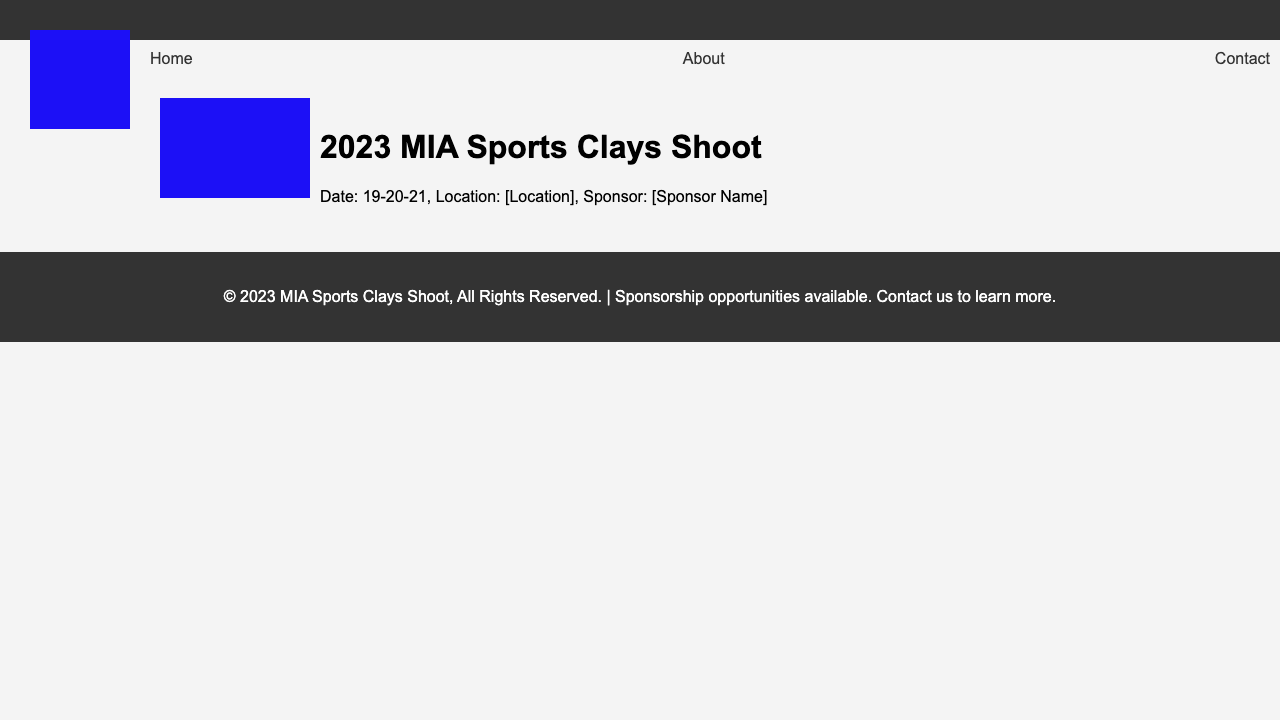 Home About Contact
2023 MIA Sports Clays Shoot
Date: 19-20-21, Location: [Location], Sponsor: [Sponsor Name]
© 2023 MIA Sports Clays Shoot, All Rights Reserved. | Sponsorship opportunities available. Contact us to learn more.